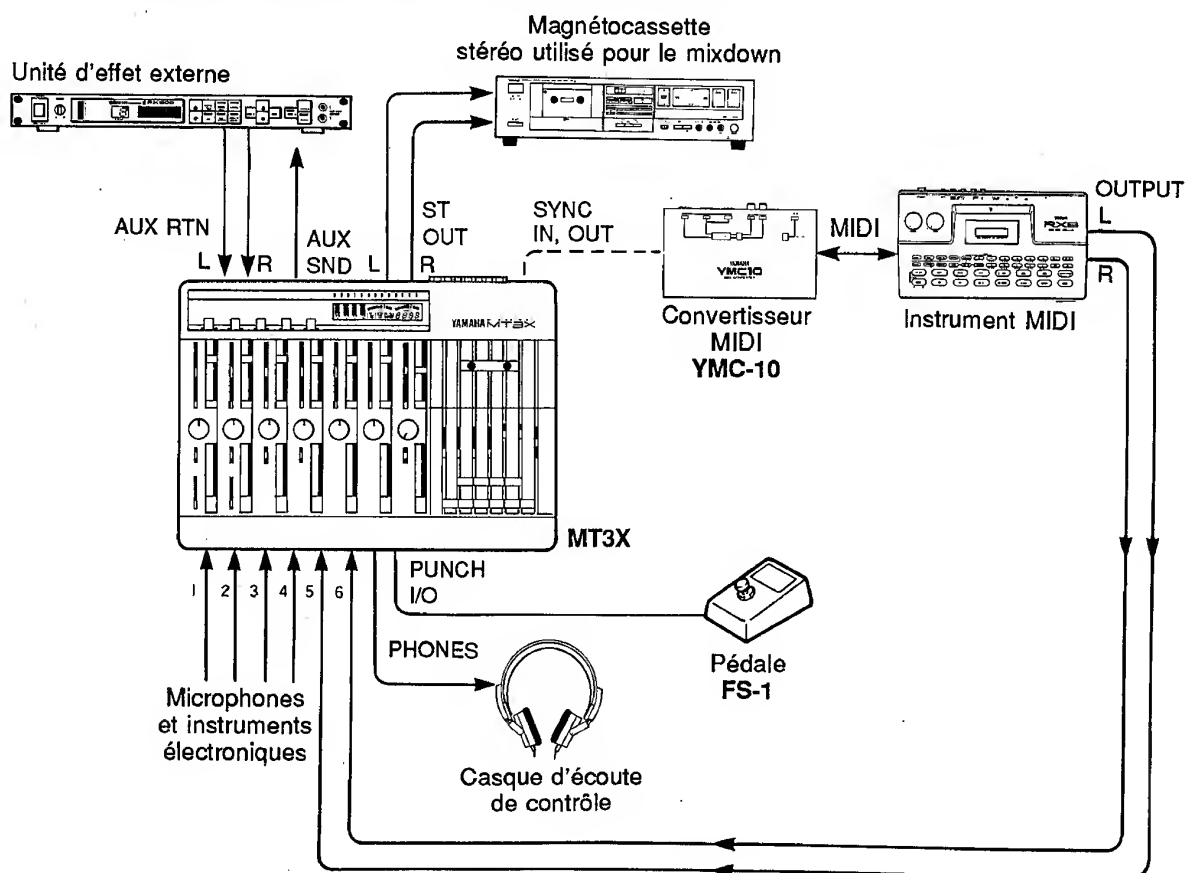 Magnétocassette
stéréo utilisé pour le mixdown
Unité d'effet externe
AUX RTN
L
R
AUX
SND
ST
OUT
L
R
SYNC
IN, OUT
MIDI
OUTPUT
L
R
YAMAHA
YMC10
Convertisseur
MIDI
YMC-10
Instrument MIDI
YAMAHA MT3X
MT3X
1
2
3
4
5
6
PUNCH
I/O
PHONES
Microphones
et instruments
électroniques
Pédale
FS-1
Casque d'écoute
de contrôle